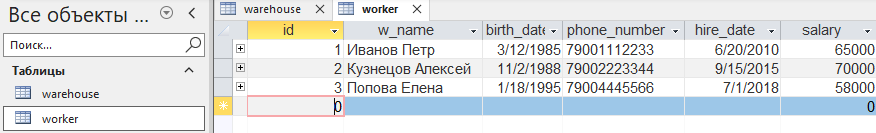 Все объекты
Поиск...
Таблицы
warehouse
worker
warehouse worker
id w_name birth_date phone_number hire_date salary
1 Иванов Петр 3/12/1985 79001112233 6/20/2010 65000
2 Кузнецов Алексей 11/2/1988 79002223344 9/15/2015 70000
3 Попова Елена 1/18/1995 79004445566 7/1/2018 58000
0 0